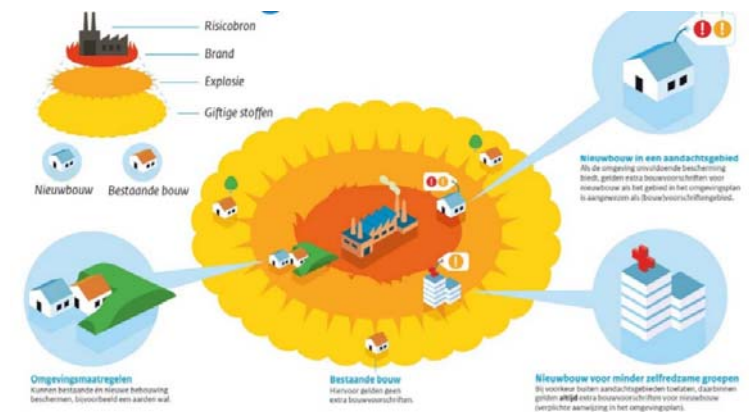 Risicobron
Brand
Explosie
Giftige stoffen
Nieuwbouw
Bestaande bouw
Nieuwbouw in een aandachtsgebied
Als de omgeving onvoldoende bescherming
biedt, gelden extra bouwvoorschriften voor
nieuwbouw als het gebied in het omgevingsplan
is aangewezen als (bouw)voorschriftengebied.
Omgevingsmaatregelen
Kunnen bestaande én nieuwe bebouwing
beschermen, bijvoorbeeld een aarden wal.
Bestaande bouw
Hiervoor gelden geen
extra bouwvoorschriften.
Nieuwbouw voor minder zelfredzame groepen
Bij voorkeur buiten aandachtsgebieden toelaten, daarbinnen
gelden altijd extra bouwvoorschriften voor nieuwbouw
(verplichte aanwijzing in het omgevingsplan).